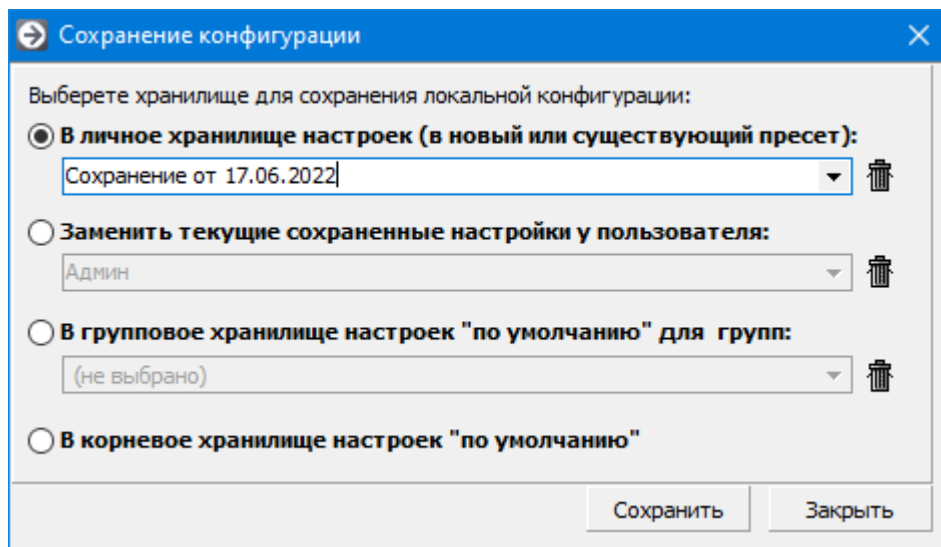 Сохранение конфигурации
Выберете хранилище для сохранения локальной конфигурации:
В личное хранилище настроек (в новый или существующий пресет):
Сохранение от 17.06.2022
Заменить текущие сохраненные настройки у пользователя:
Админ
В групповое хранилище настроек "по умолчанию" для групп:
(не выбрано)
В корневое хранилище настроек "по умолчанию"
Сохранить Закрыть